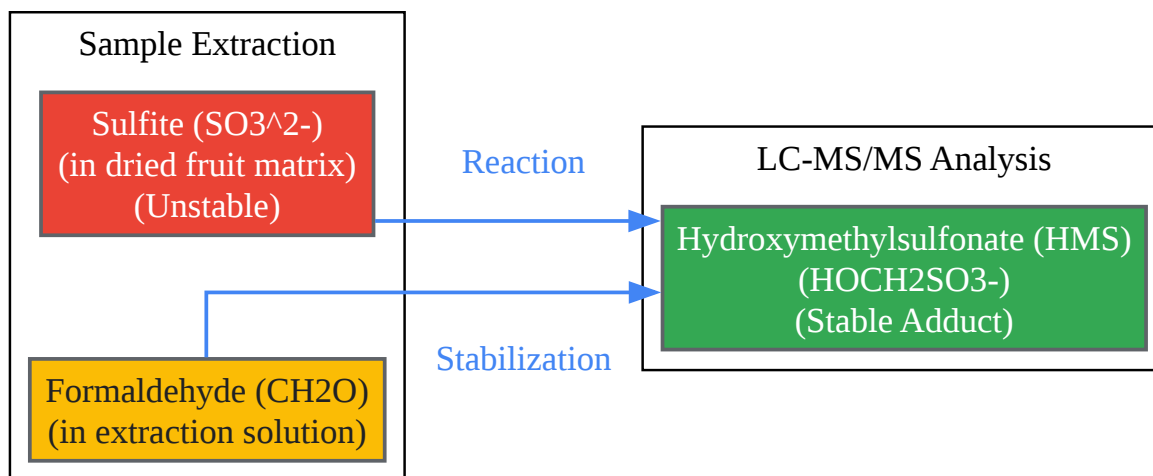 Sample Extraction
Sulfite (SO3^2-)
(in dried fruit matrix)
(Unstable)
Formaldehyde (CH2O)
(in extraction solution)
Reaction
Stabilization
LC-MS/MS Analysis
Hydroxymethylsulfonate (HMS)
(HOCH2SO3-)
(Stable Adduct)